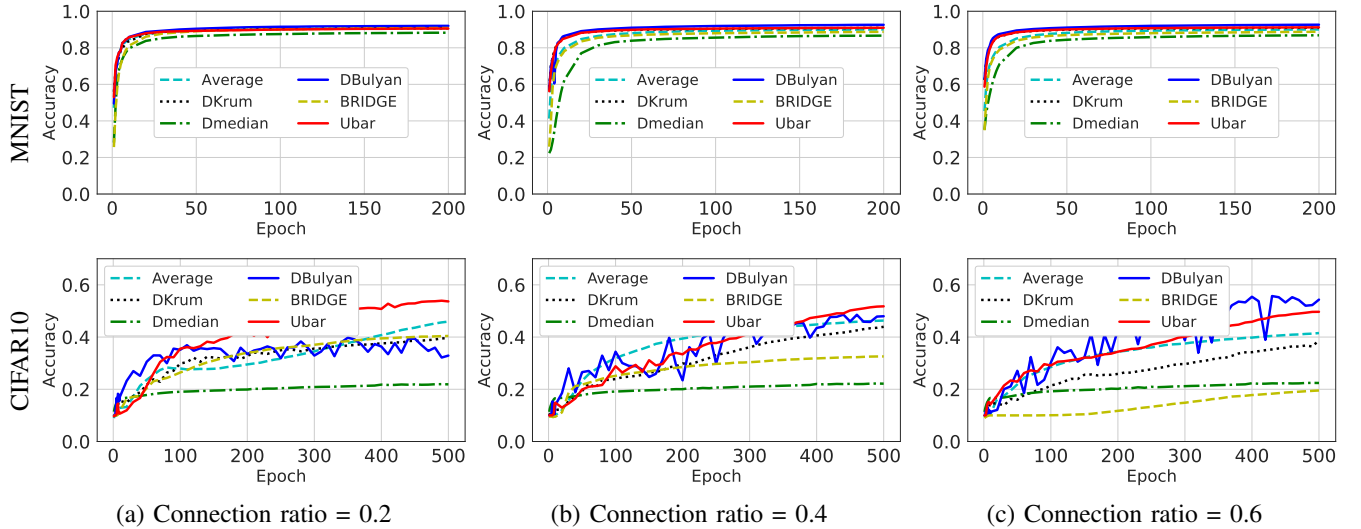 MNIST
Accuracy
1.0
0.8
0.6
0.4
0.2
0.0
Average DBulyan
DKrum BRIDGE
Dmedian Ubar
0 50 100 150 200
Epoch
Accuracy
1.0
0.8
0.6
0.4
0.2
0.0
Average DBulyan
DKrum BRIDGE
Dmedian Ubar
0 50 100 150 200
Epoch
Accuracy
1.0
0.8
0.6
0.4
0.2
0.0
Average DBulyan
DKrum BRIDGE
Dmedian Ubar
0 50 100 150 200
Epoch
CIFAR10
Accuracy
0.6
0.4
0.2
0.0
Average DBulyan
DKrum BRIDGE
Dmedian Ubar
0 100 200 300 400 500
Epoch
Accuracy
0.6
0.4
0.2
0.0
Average DBulyan
DKrum BRIDGE
Dmedian Ubar
0 100 200 300 400 500
Epoch
Accuracy
0.6
0.4
0.2
0.0
Average DBulyan
DKrum BRIDGE
Dmedian Ubar
0 100 200 300 400 500
Epoch
(a) Connection ratio = 0.2
(b) Connection ratio = 0.4
(c) Connection ratio = 0.6